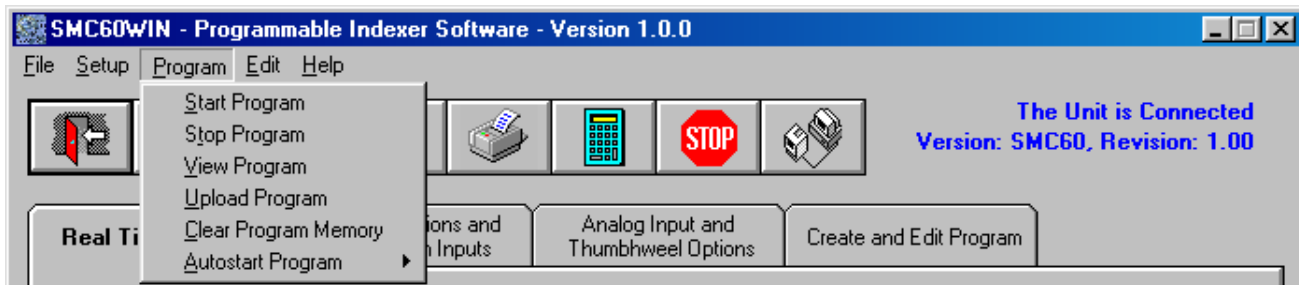 SMC60WIN - Programmable Indexer Software - Version 1.0.0
File Setup Program Edit Help
Start Program
Stop Program
View Program
Upload Program
Clear Program Memory
Autostart Program
STOP
The Unit is Connected
Version: SMC60, Revision: 1.00
Real Ti
ions and
Inputs
Analog Input and
Thumbhweel Options
Create and Edit Program